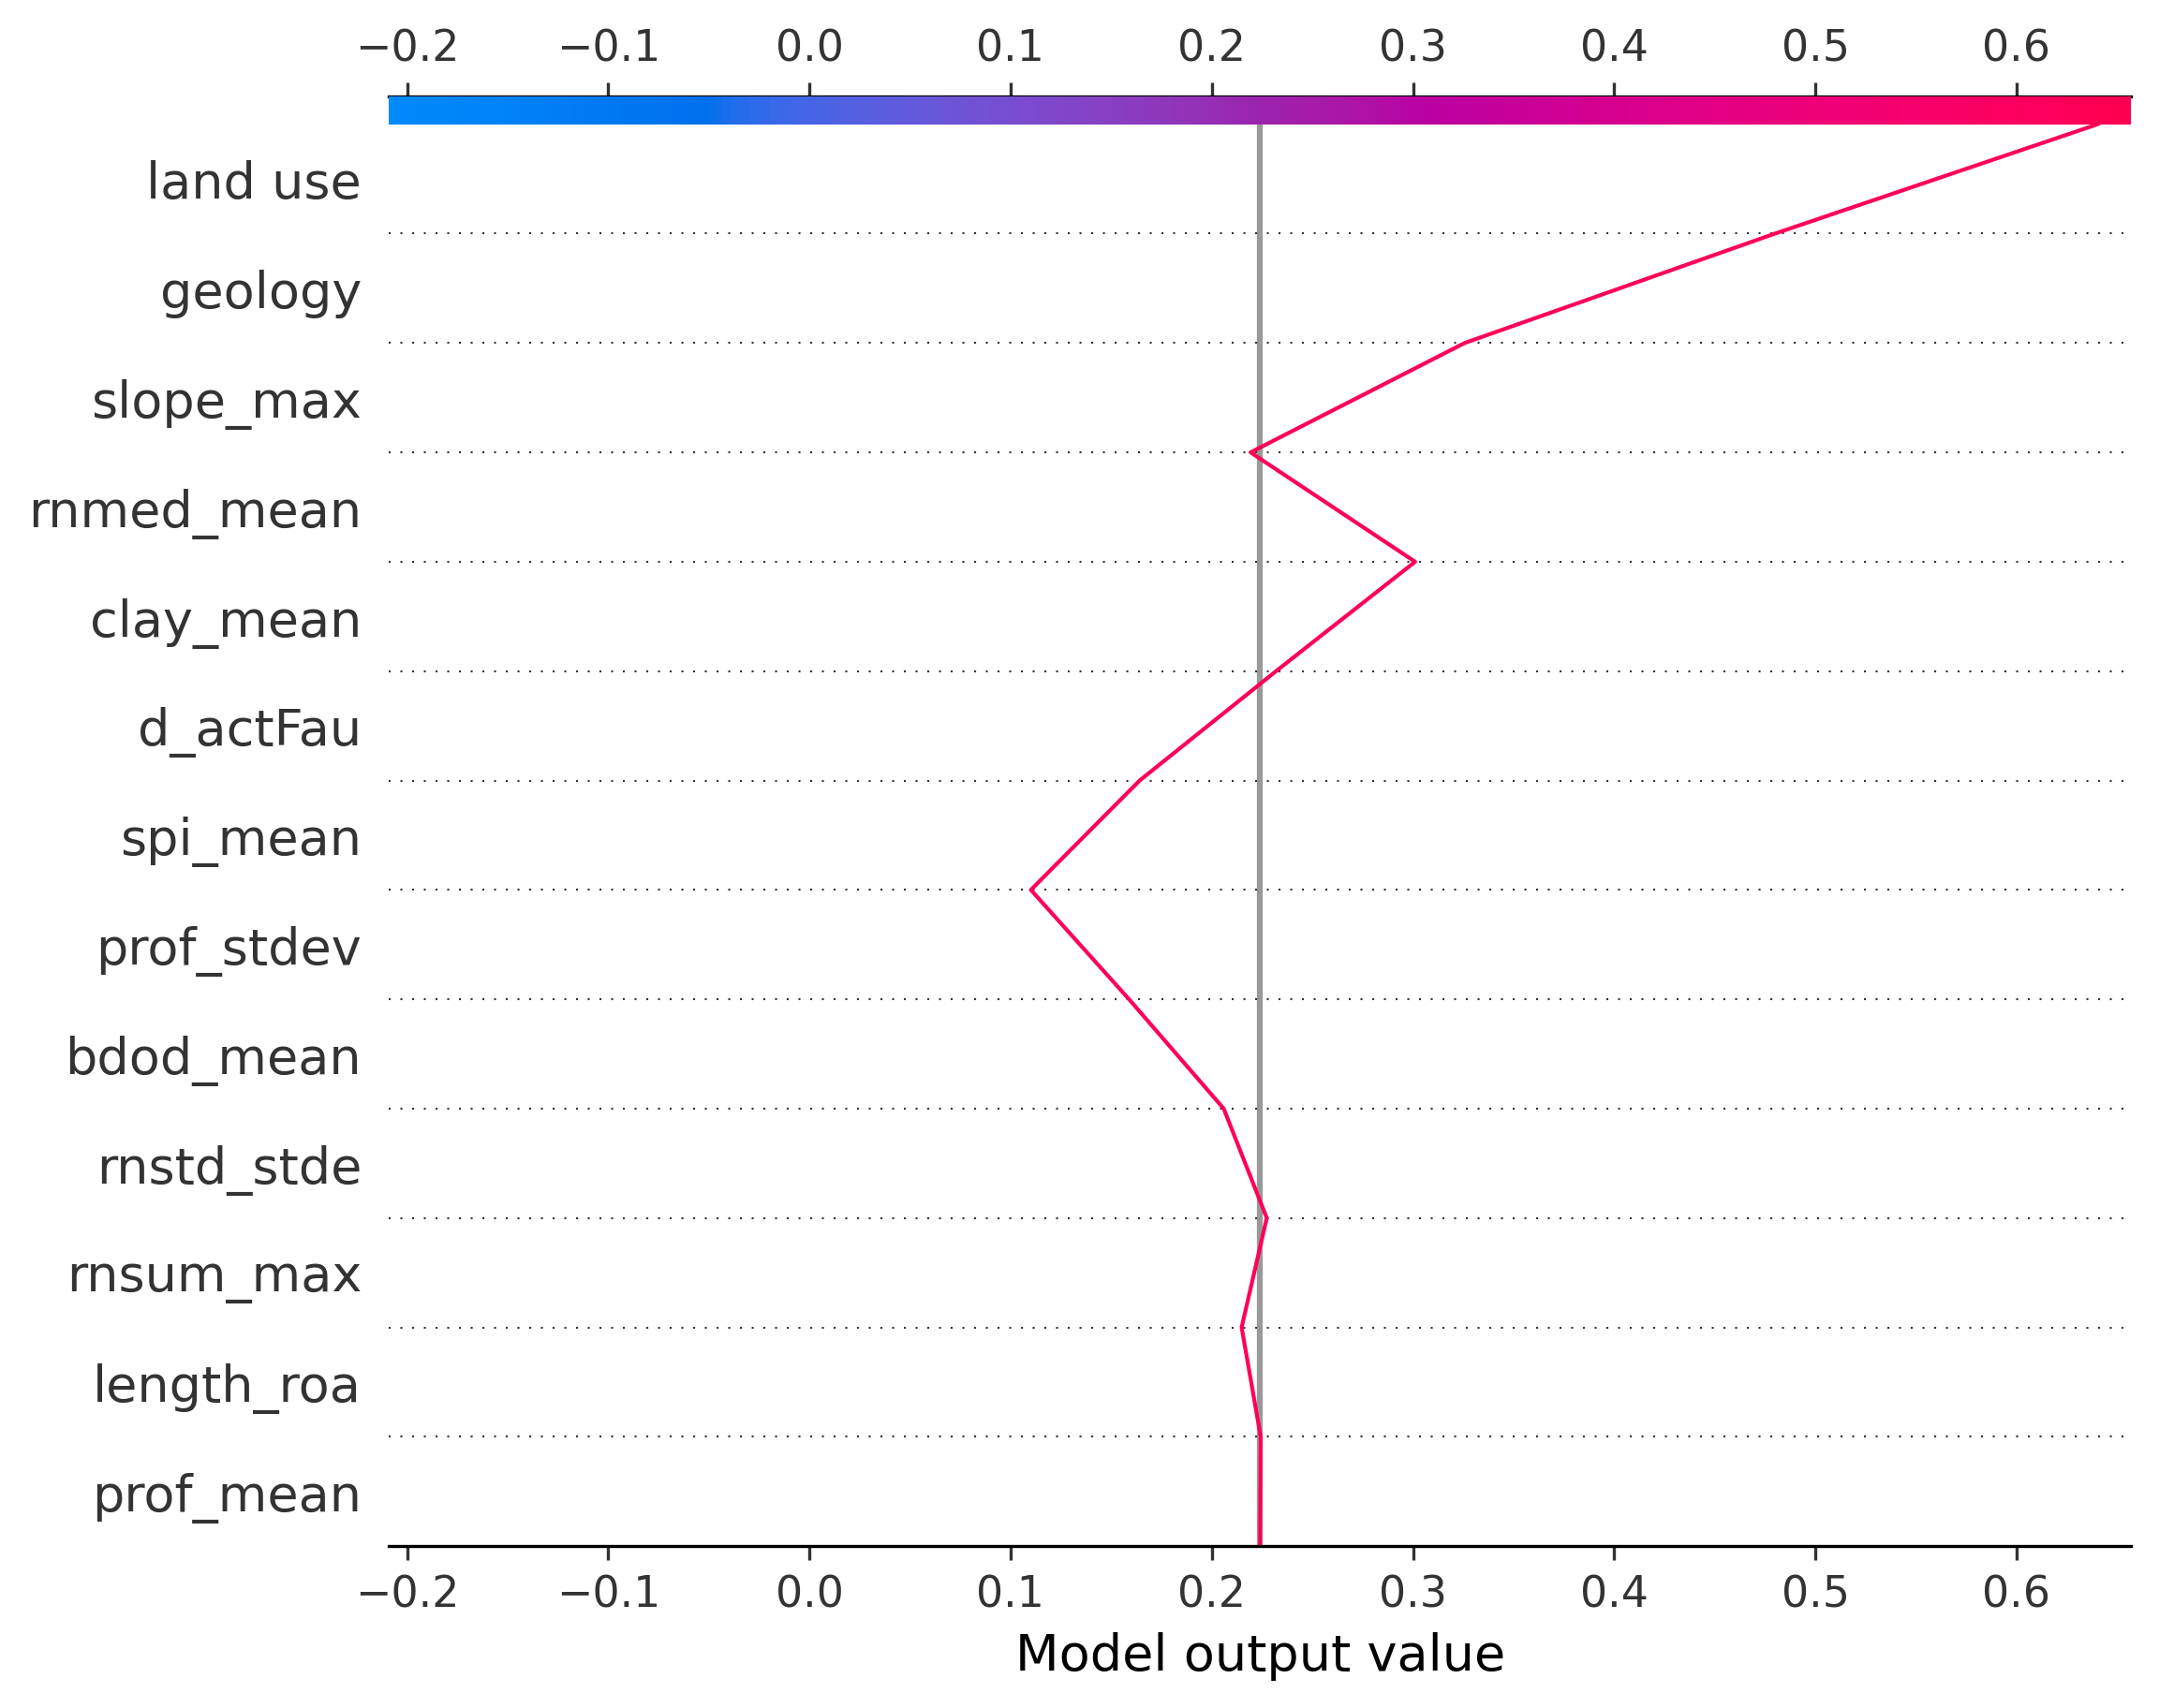 −0.2 −0.1 0.0 0.1 0.2 0.3 0.4 0.5 0.6
land use
geology
slope_max
rnmed_mean
clay_mean
d_actFau
spi_mean
prof_stdev
bdod_mean
rnstd_stde
rnsum_max
length_roa
prof_mean
−0.2 −0.1 0.0 0.1 0.2 0.3 0.4 0.5 0.6
Model output value